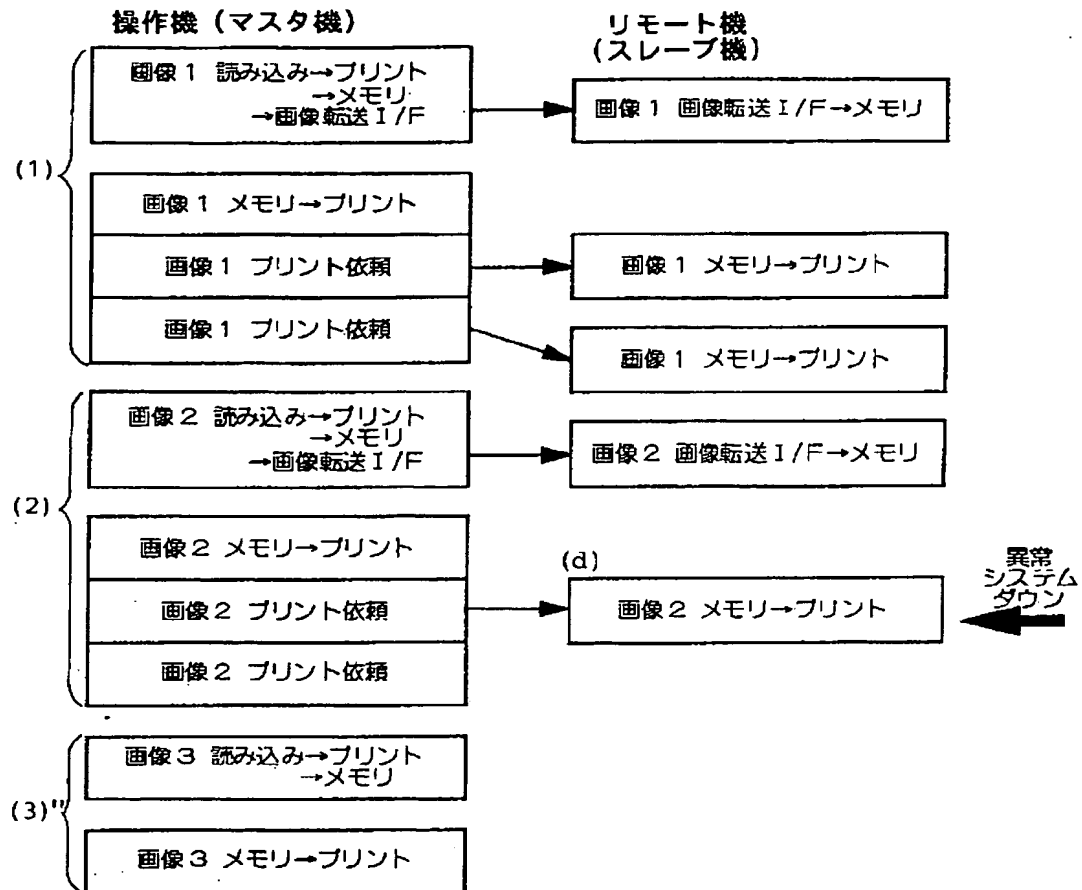 操作機（マスタ機）
リモート機
（スレーブ機）
(1)
画像1 読み込み→プリント
→メモリ
→画像転送I/F
画像1 画像転送I/F→メモリ
画像1 メモリ→プリント
画像1 プリント依頼
画像1 メモリ→プリント
画像1 プリント依頼
画像1 メモリ→プリント
(2)
画像2 読み込み→プリント
→メモリ
→画像転送I/F
画像2 画像転送I/F→メモリ
画像2 メモリ→プリント
画像2 プリント依頼
(d)
画像2 メモリ→プリント
異常
システム
ダウン
画像2 プリント依頼
(3)"
画像3 読み込み→プリント
→メモリ
画像3 メモリ→プリント